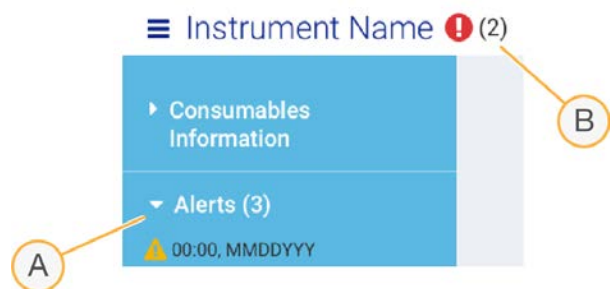 Instrument Name (2)
Consumables
Information
B
Alerts (3)
A
00:00, MMDDYYY